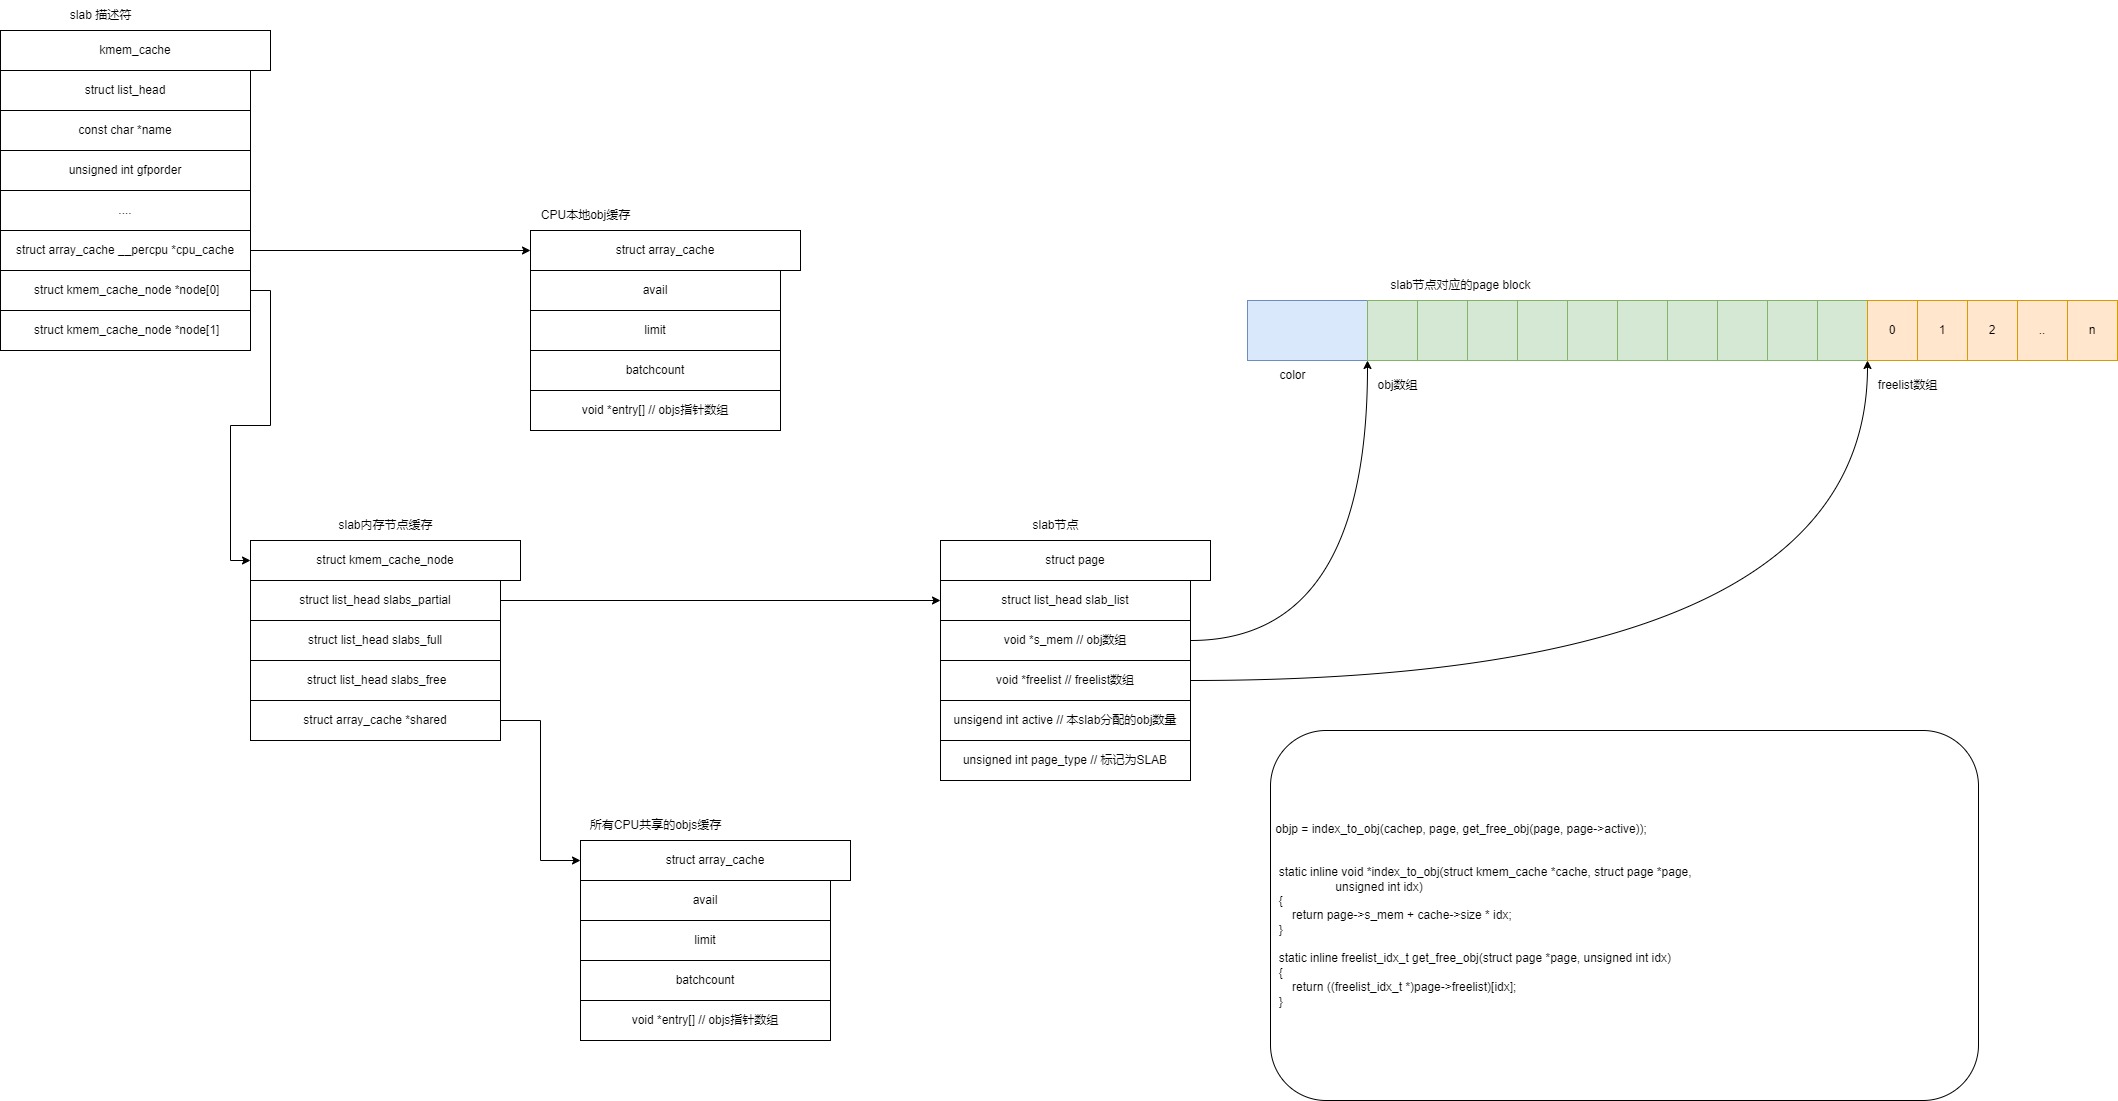 slab 描述符
kmem_cache
struct list_head
const char *name
unsigned int gfporder
....
struct array_cache __percpu *cpu_cache
struct kmem_cache_node *node[0]
struct kmem_cache_node *node[1]
CPU本地obj缓存
struct array_cache
avail
limit
batchcount
void *entry[] // objs指针数组
slab内存节点缓存
struct kmem_cache_node
struct list_head slabs_partial
struct list_head slabs_full
struct list_head slabs_free
struct array_cache *shared
所有CPU共享的objs缓存
struct array_cache
avail
limit
batchcount
void *entry[] // objs指针数组
slab节点
struct page
struct list_head slab_list
void *s_mem // obj数组
void *freelist // freelist数组
unsigend int active // 本slab分配的obj数量
unsigned int page_type // 标记为SLAB
slab节点对应的page block
0 1 2 .. n
color
obj数组
freelist数组
objp = index_to_obj(cachep, page, get_free_obj(page, page->active));
static inline void *index_to_obj(struct kmem_cache *cache, struct page *page,
unsigned int idx)
{
return page->s_mem + cache->size * idx;
}
static inline freelist_idx_t get_free_obj(struct page *page, unsigned int idx)
{
return ((freelist_idx_t *)page->freelist)[idx];
}